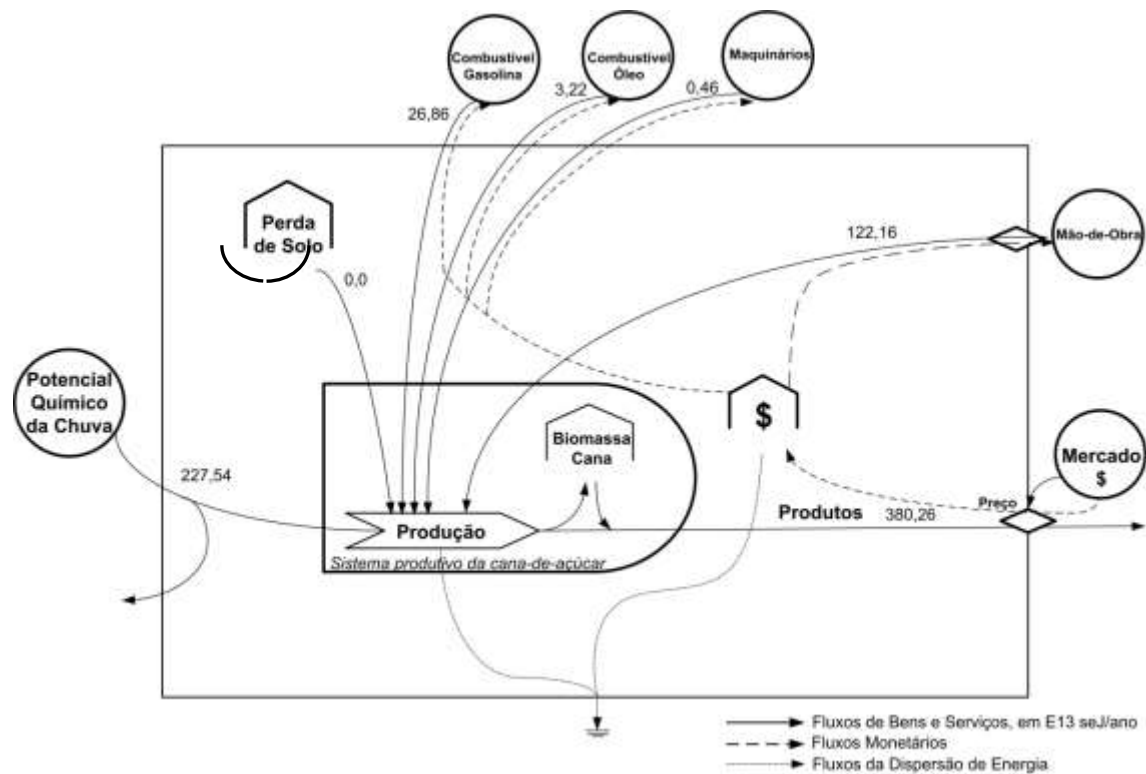 Combustível
Gasolina
Combustível
Óleo
Maquinários
26,86
3,22
0,46
Perda
de Solo
0,0
122,16
Mão-de-Obra
Potencial
Químico
da Chuva
227,54
Biomassa
Cana
$
Mercado
$
Preço
Produtos
380,26
Produção
Sistema produtivo da cana-de-açúcar
Fluxos de Bens e Serviços, em E13 seJ/ano
Fluxos Monetários
Fluxos da Dispersão de Energia